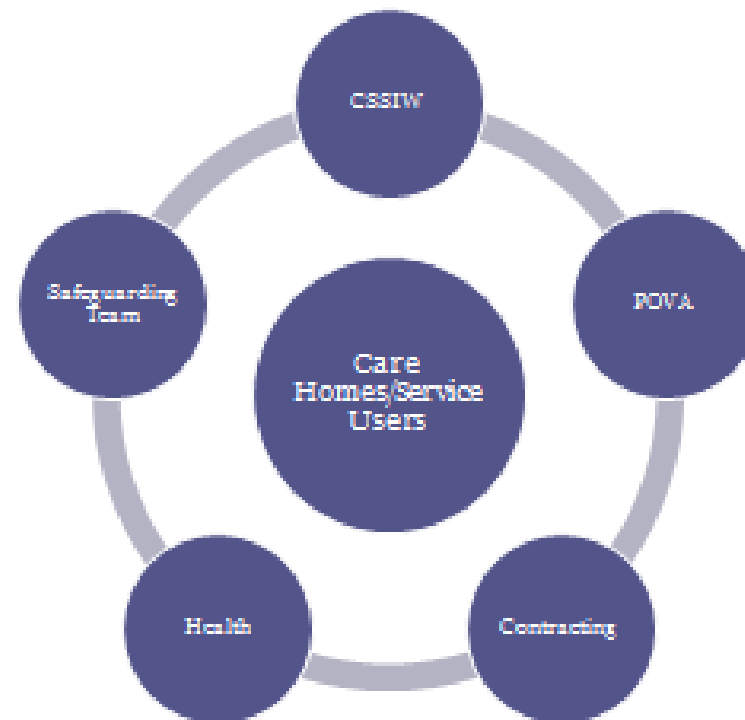 CSSIW
Safeguarding
Team
POVA
Care
Homes/Service
Users
Health
Contracting